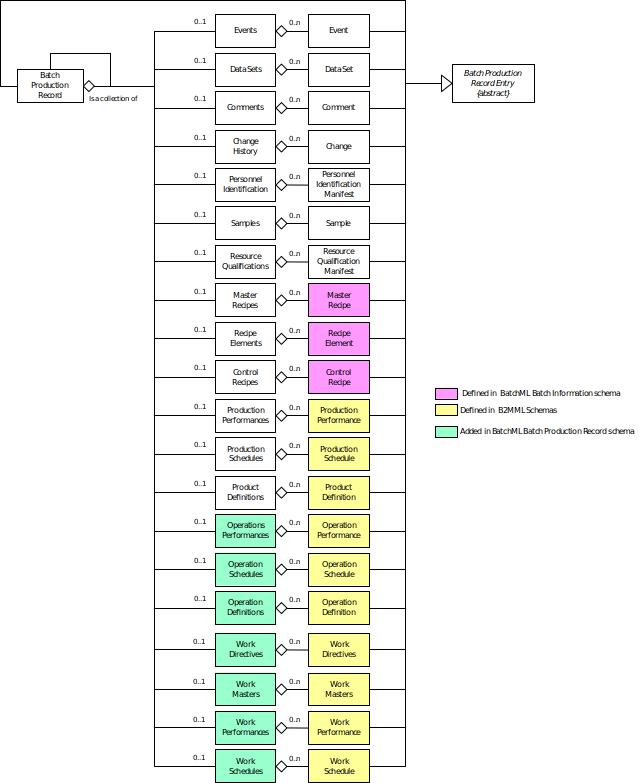 0..1
Events
0..n
Event
0..1
Data Sets
0..n
Data Set
Batch
Production
Record
Is a collection of
Batch Production
Record Entry
{abstract}
0..1
Comments
0..n
Comment
0..1
Change
History
0..n
Change
0..1
Personnel
Identification
0..n
Personnel
Identification
Manifest
0..1
Samples
0..n
Sample
0..1
Resource
Qualifications
0..n
Resource
Qualification
Manifest
0..1
Master
Recipes
0..n
Master
Recipe
0..1
Recipe
Elements
0..n
Recipe
Element
0..1
Control
Recipes
0..n
Control
Recipe
Defined in BatchML Batch Information schema
Defined in B2MML Schemas
Added in BatchML Batch Production Record schema
0..1
Production
Performances
0..n
Production
Performance
0..1
Production
Schedules
0..n
Production
Schedule
0..1
Product
Definitions
0..n
Product
Definition
0..1
Operations
Performances
0..n
Operation
Performance
0..1
Operation
Schedules
0..n
Operation
Schedule
0..1
Operation
Definitions
0..n
Operation
Definition
0..1
Work
Directives
0..n
Work
Directives
0..1
Work
Masters
0..n
Work
Masters
0..1
Work
Performances
0..n
Work
Performance
0..1
Work
Schedules
0..n
Work
Schedule